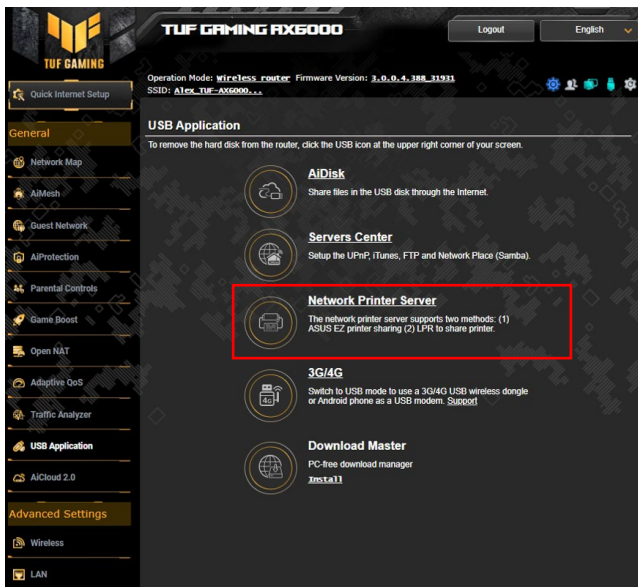 TUF GAMING
TUF GAMING AX6000
Logout
English
Quick Internet Setup
Operation Mode: Wireless router Firmware Version: 3.0.0.4.388_31931
SSID: Alex_TUF-AX6000...
General
Network Map
AiMesh
Guest Network
AiProtection
Parental Controls
Game Boost
Open NAT
Adaptive QoS
Traffic Analyzer
USB Application
AiCloud 2.0
Advanced Settings
Wireless
LAN
USB Application
To remove the hard disk from the router, click the USB icon at the upper right corner of your screen.
AiDisk
Share files in the USB disk through the Internet.
Servers Center
Setup the UPnP, iTunes, FTP and Network Place (Samba).
Network Printer Server
The network printer server supports two methods: (1)
ASUS EZ printer sharing (2) LPR to share printer.
3G/4G
4G
Switch to USB mode to use a 3G/4G USB wireless dongle
or Android phone as a USB modem. Support
Download Master
PC-free download manager
Install